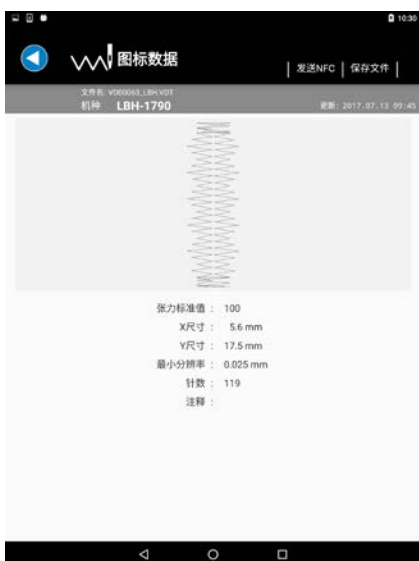 10:30
图标数据
发送NFC 保存文件
文件名: VD00063_LBH.VDT
机种 LBH-1790
更新: 2017.07.13 09:45
张力标准值 : 100
X尺寸 : 5.6 mm
Y尺寸 : 17.5 mm
最小分辨率 : 0.025 mm
针数 : 119
注释 :